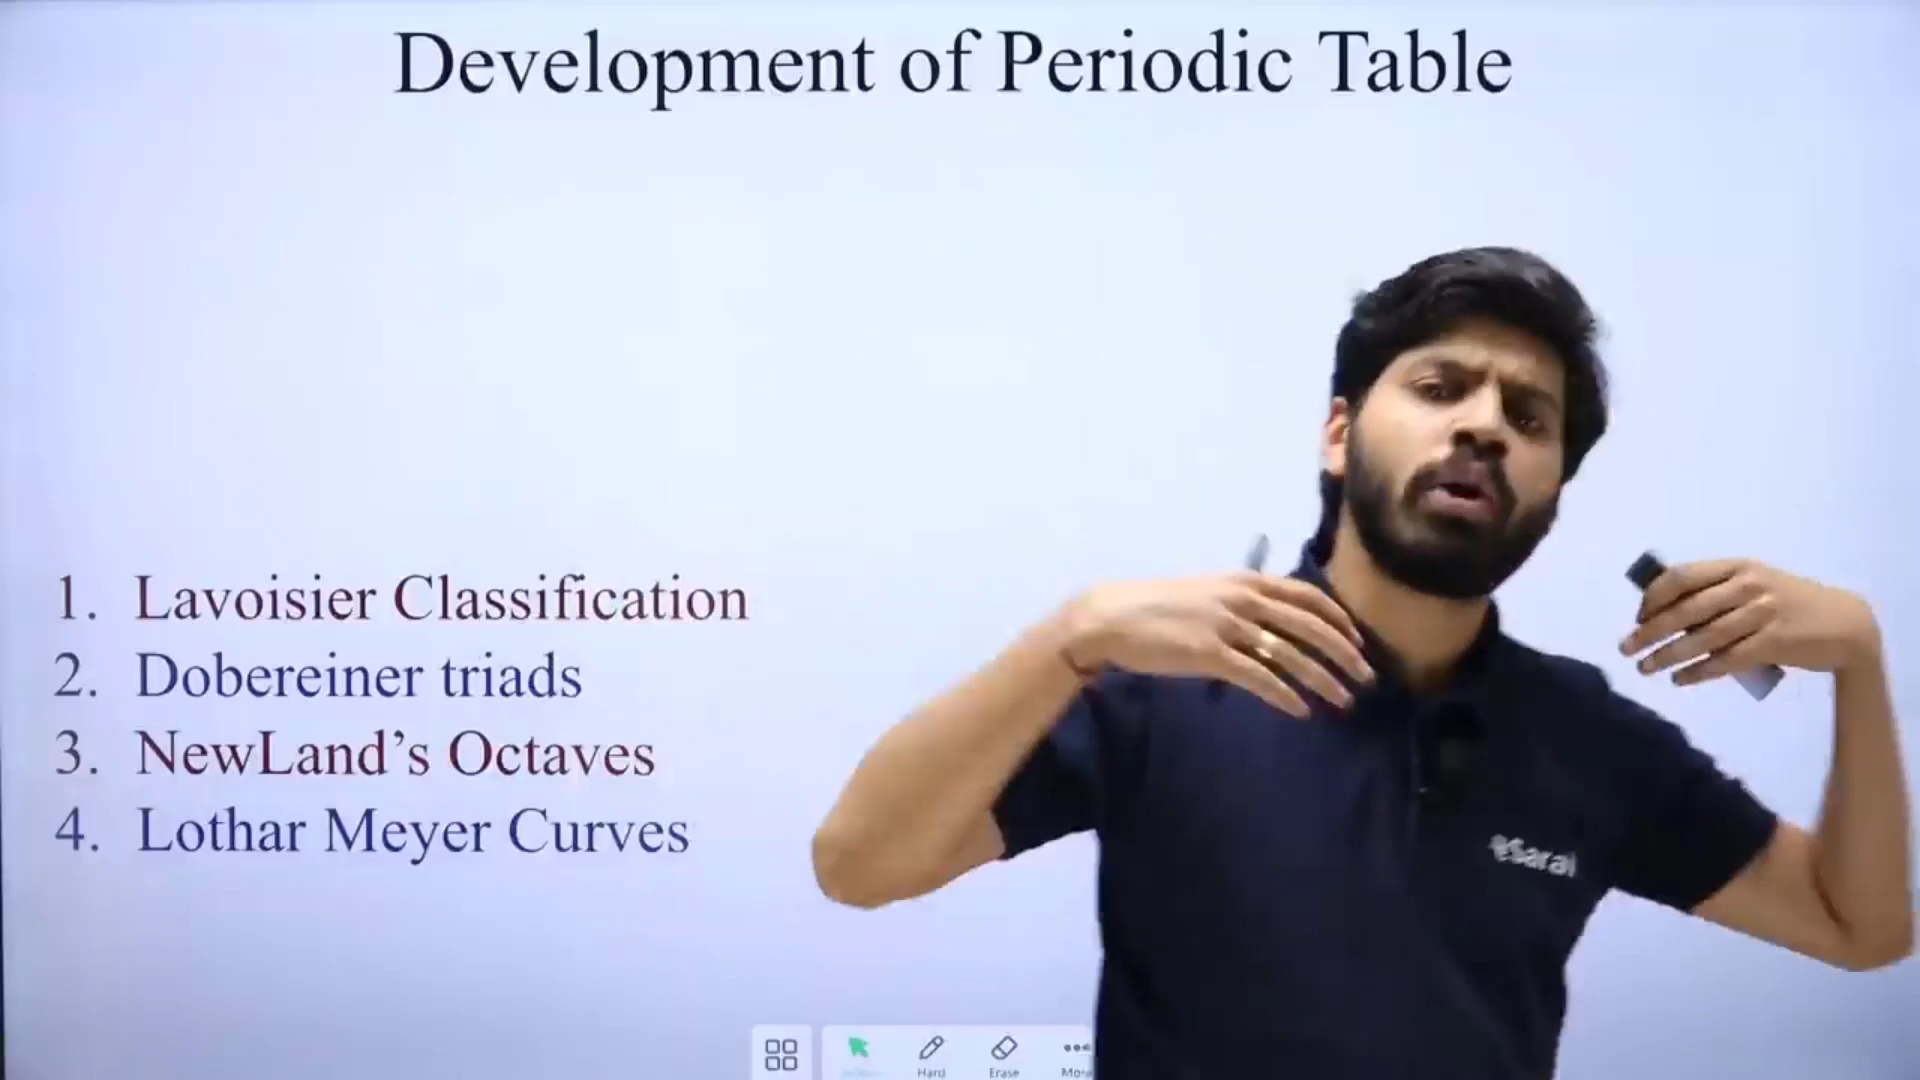 Development of Periodic Table
1. Lavoisier Classification
2. Dobereiner triads
3. NewLand’s Octaves
4. Lothar Meyer Curves
eSaral
Hard
Erase
More